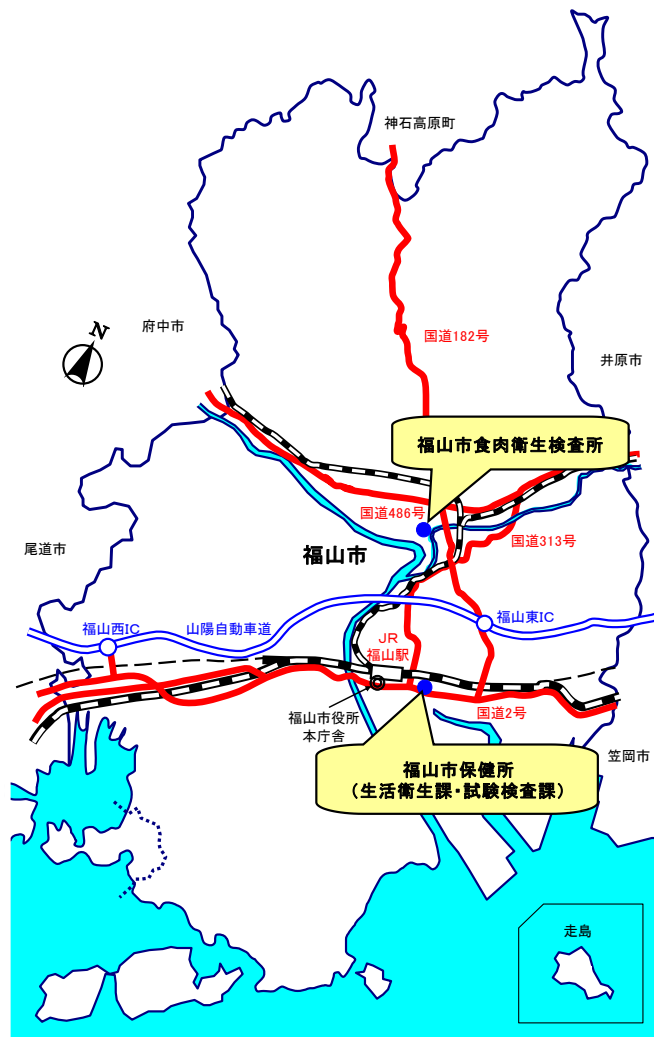 神石高原町
N
府中市
国道182号
井原市
福山市食肉衛生検査所
国道486号
尾道市
福山市
国道313号
福山西IC
山陽自動車道
福山東IC
JR
福山駅
福山市役所
本庁舎
国道2号
笠岡市
福山市保健所
(生活衛生課・試験検査課)
走島